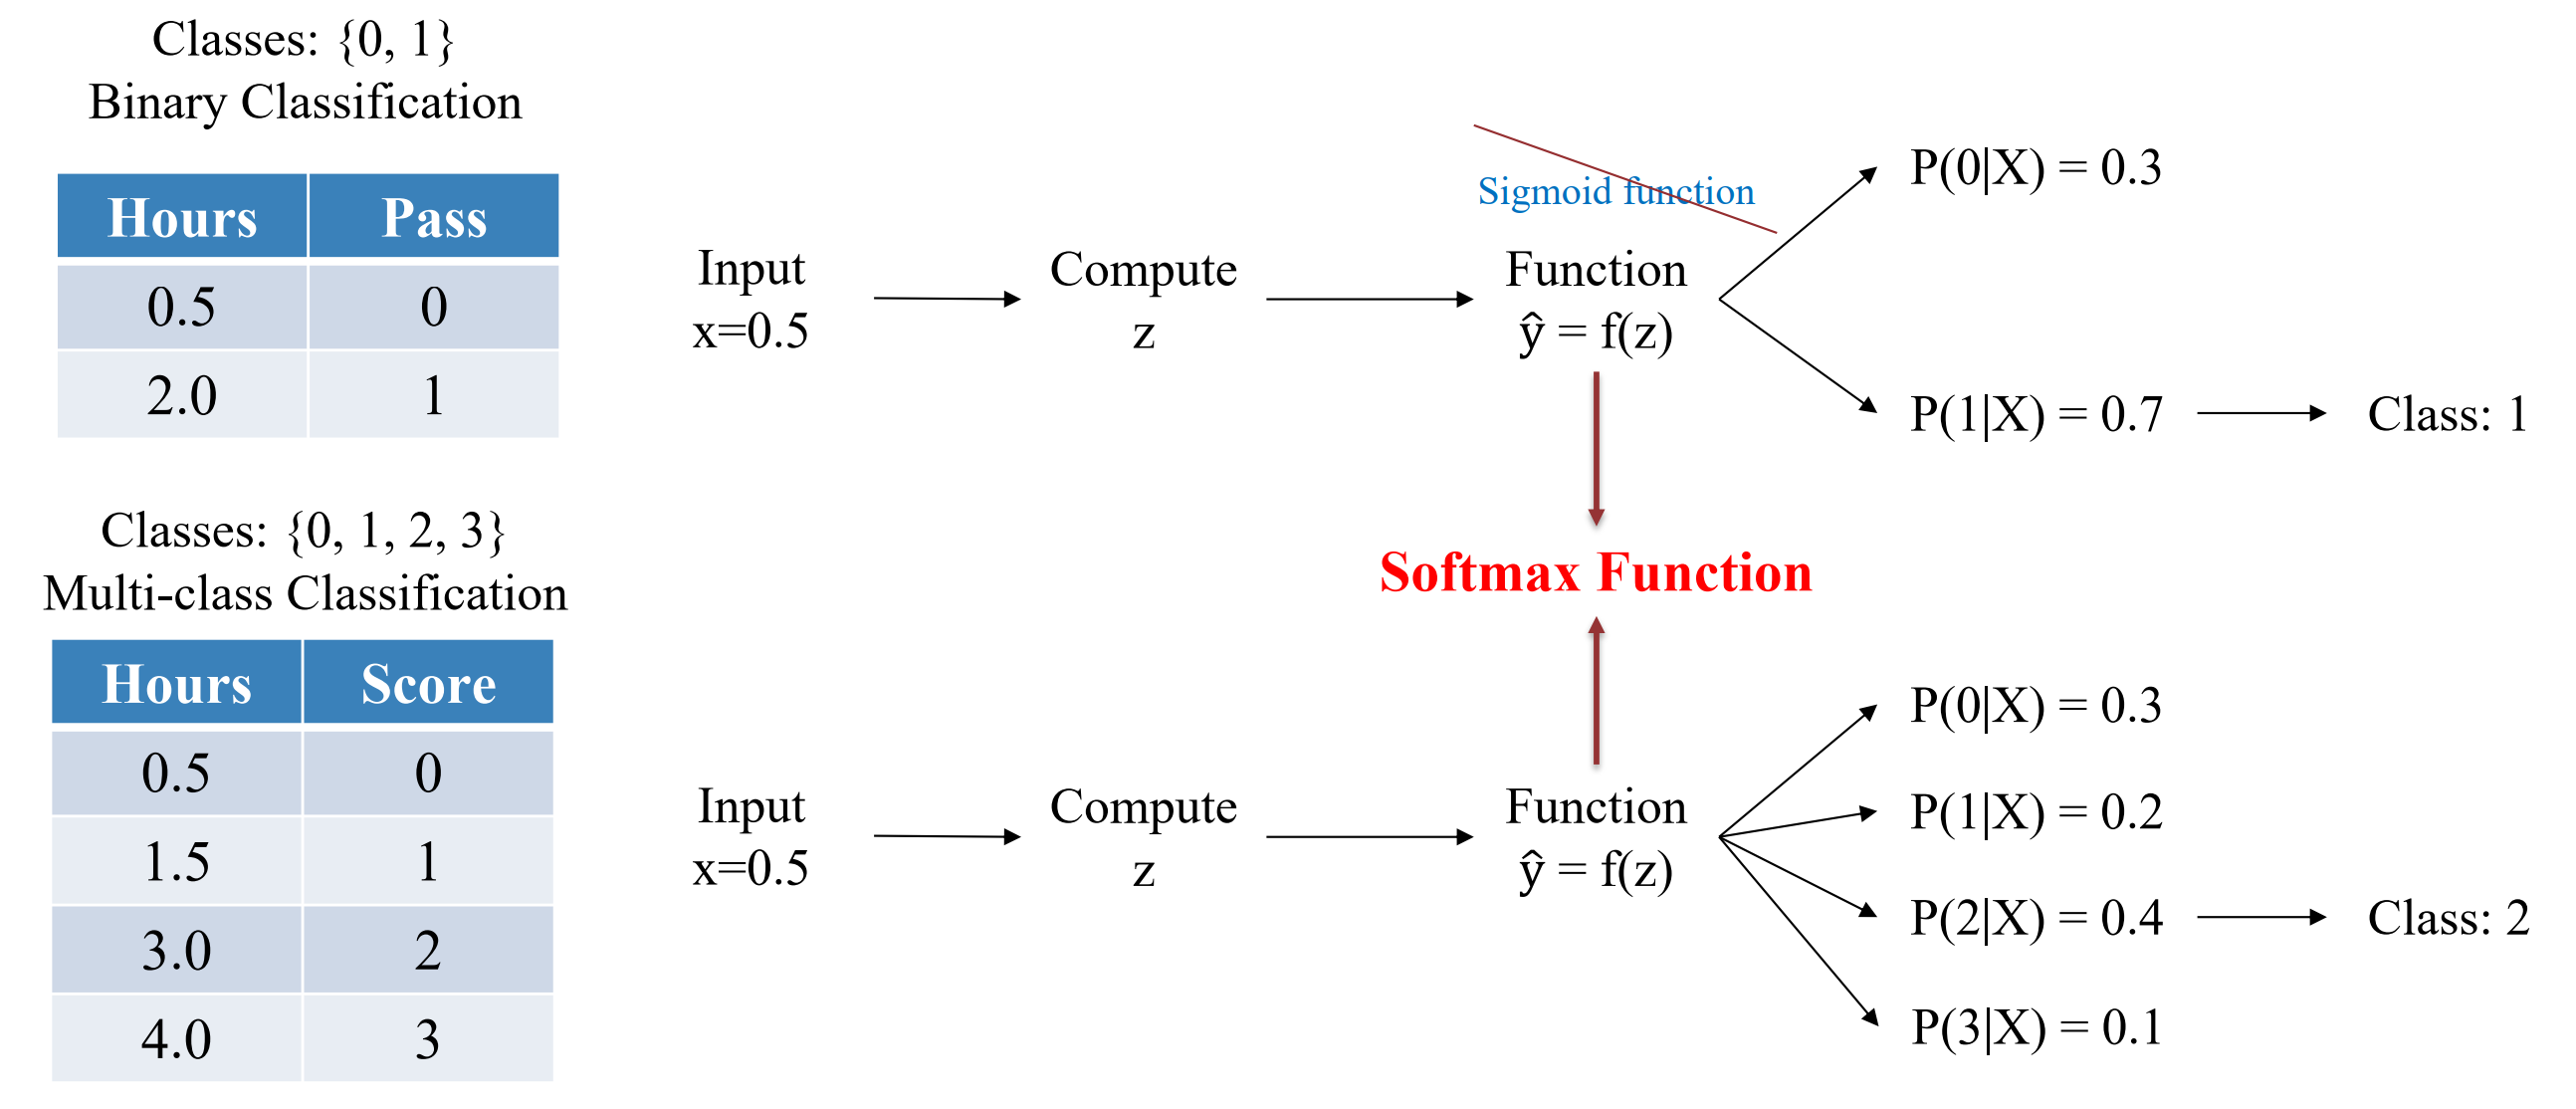 Classes: {0, 1}
Binary Classification
Hours Pass
0.5 0
2.0 1
Input
x=0.5
Compute
z
Sigmoid function
Function
ŷ = f(z)
P(0|X) = 0.3
P(1|X) = 0.7
Class: 1
Softmax Function
Classes: {0, 1, 2, 3}
Multi-class Classification
Hours Score
0.5 0
1.5 1
3.0 2
4.0 3
Input
x=0.5
Compute
z
Function
ŷ = f(z)
P(0|X) = 0.3
P(1|X) = 0.2
P(2|X) = 0.4
Class: 2
P(3|X) = 0.1